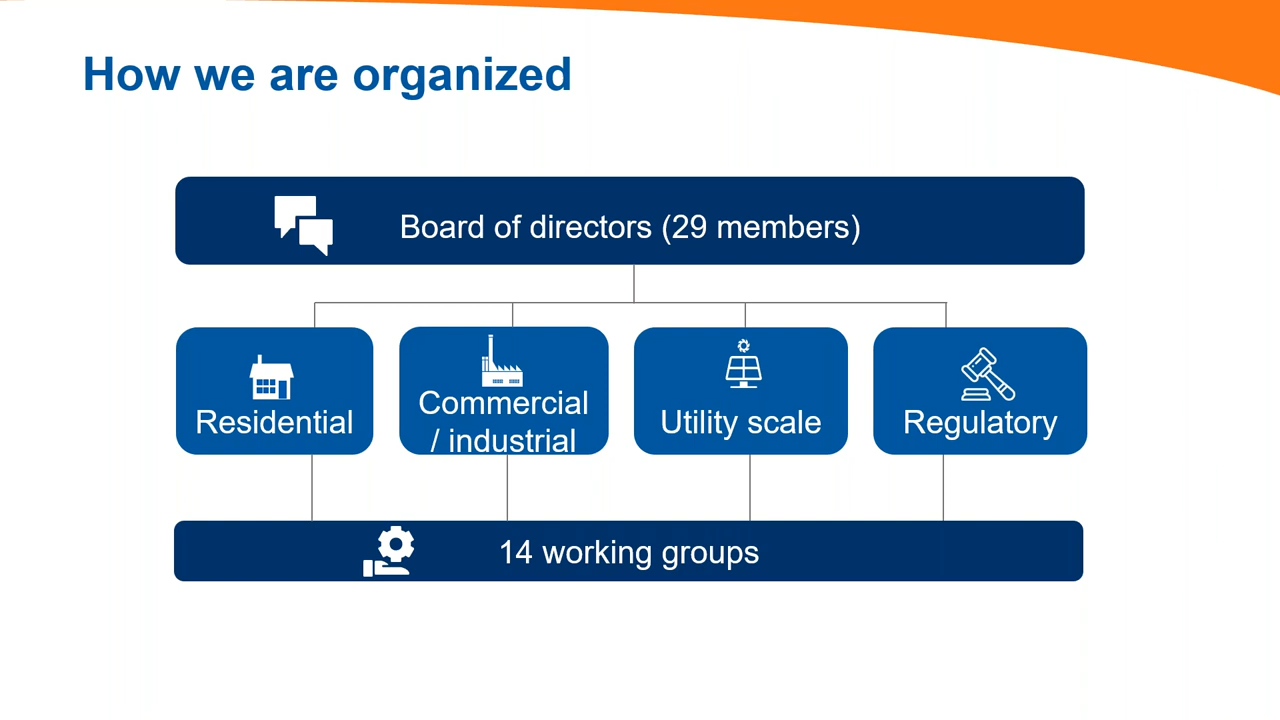 How we are organized
Board of directors (29 members)
Residential
Commercial
/ industrial
Utility scale
Regulatory
14 working groups